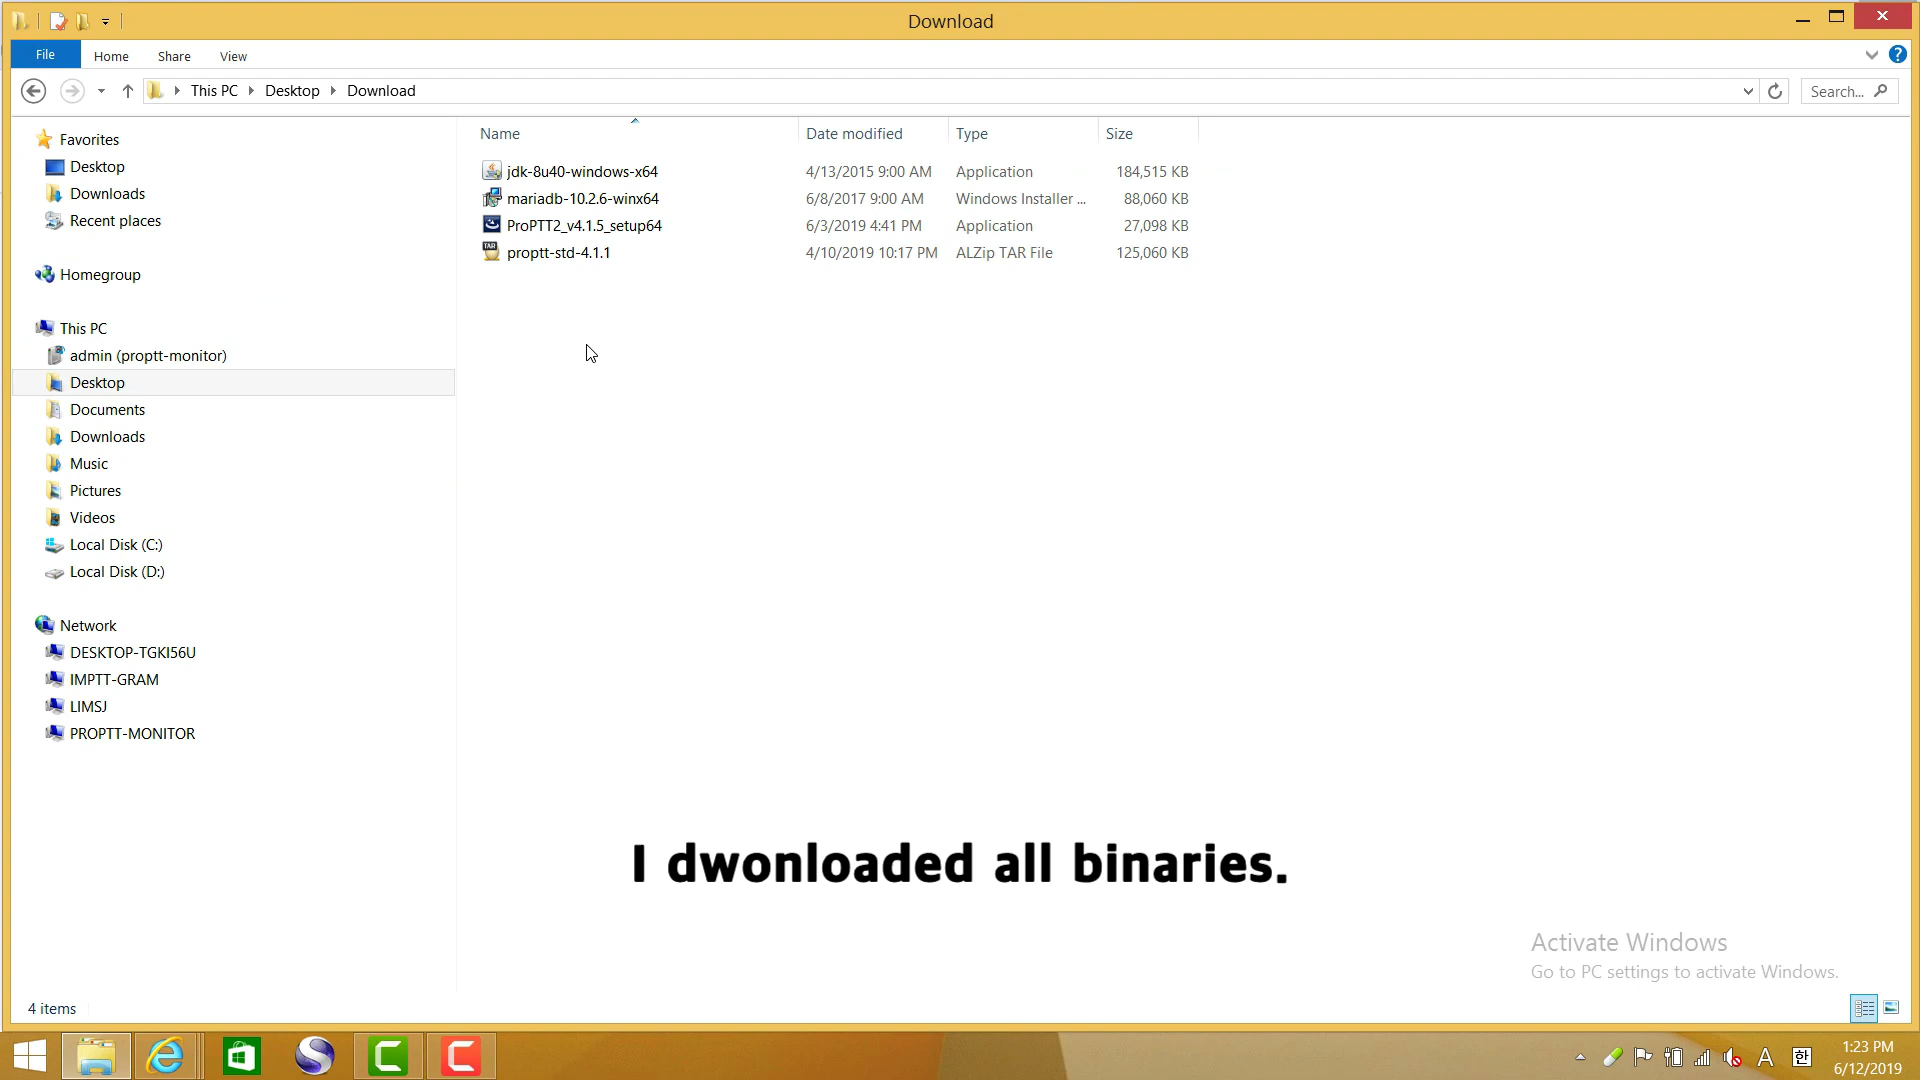 Download
File Home Share View
This PC Desktop Download
Search...
Name Date modified Type Size
jdk-8u40-windows-x64 4/13/2015 9:00 AM Application 184,515 KB
mariadb-10.2.6-winx64 6/8/2017 9:00 AM Windows Installer ... 88,060 KB
ProPTT2_v4.1.5_setup64 6/3/2019 4:41 PM Application 27,098 KB
TAR proptt-std-4.1.1 4/10/2019 10:17 PM ALZip TAR File 125,060 KB
Favorites
Desktop
Downloads
Recent places
Homegroup
This PC
admin (proptt-monitor)
Desktop
Documents
Downloads
Music
Pictures
Videos
Local Disk (C:)
Local Disk (D:)
Network
DESKTOP-TGKI56U
IMPTT-GRAM
LIMSJ
PROPTT-MONITOR
I dwonloaded all binaries.
Activate Windows
Go to PC settings to activate Windows.
4 items
A 한 1:23 PM
6/12/2019